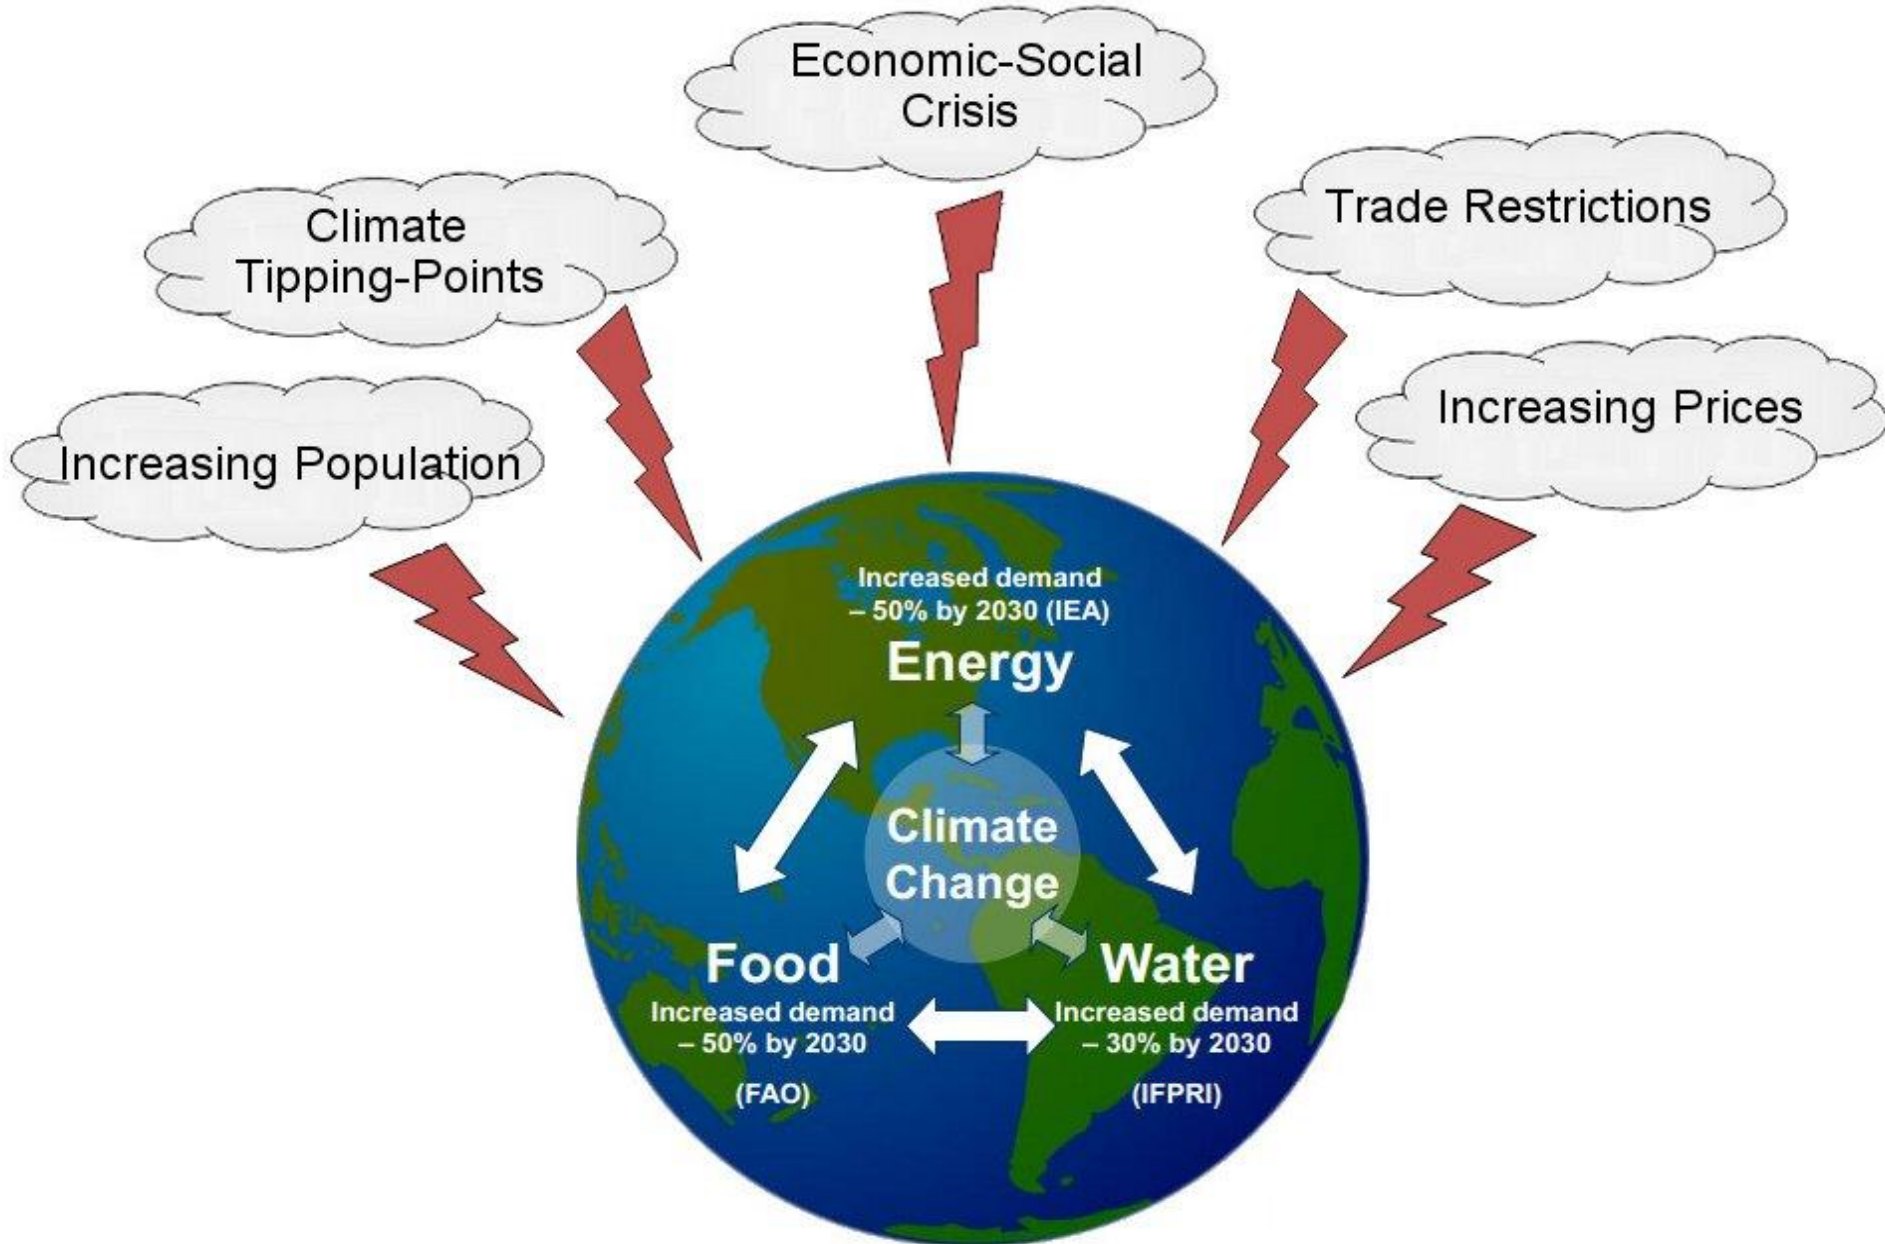 Economic-Social
Crisis
Climate
Tipping-Points
Trade Restrictions
Increasing Population
Increasing Prices
Increased demand
– 50% by 2030 (IEA)
Energy
Climate
Change
Food
Increased demand
– 50% by 2030
(FAO)
Water
Increased demand
– 30% by 2030
(IFPRI)